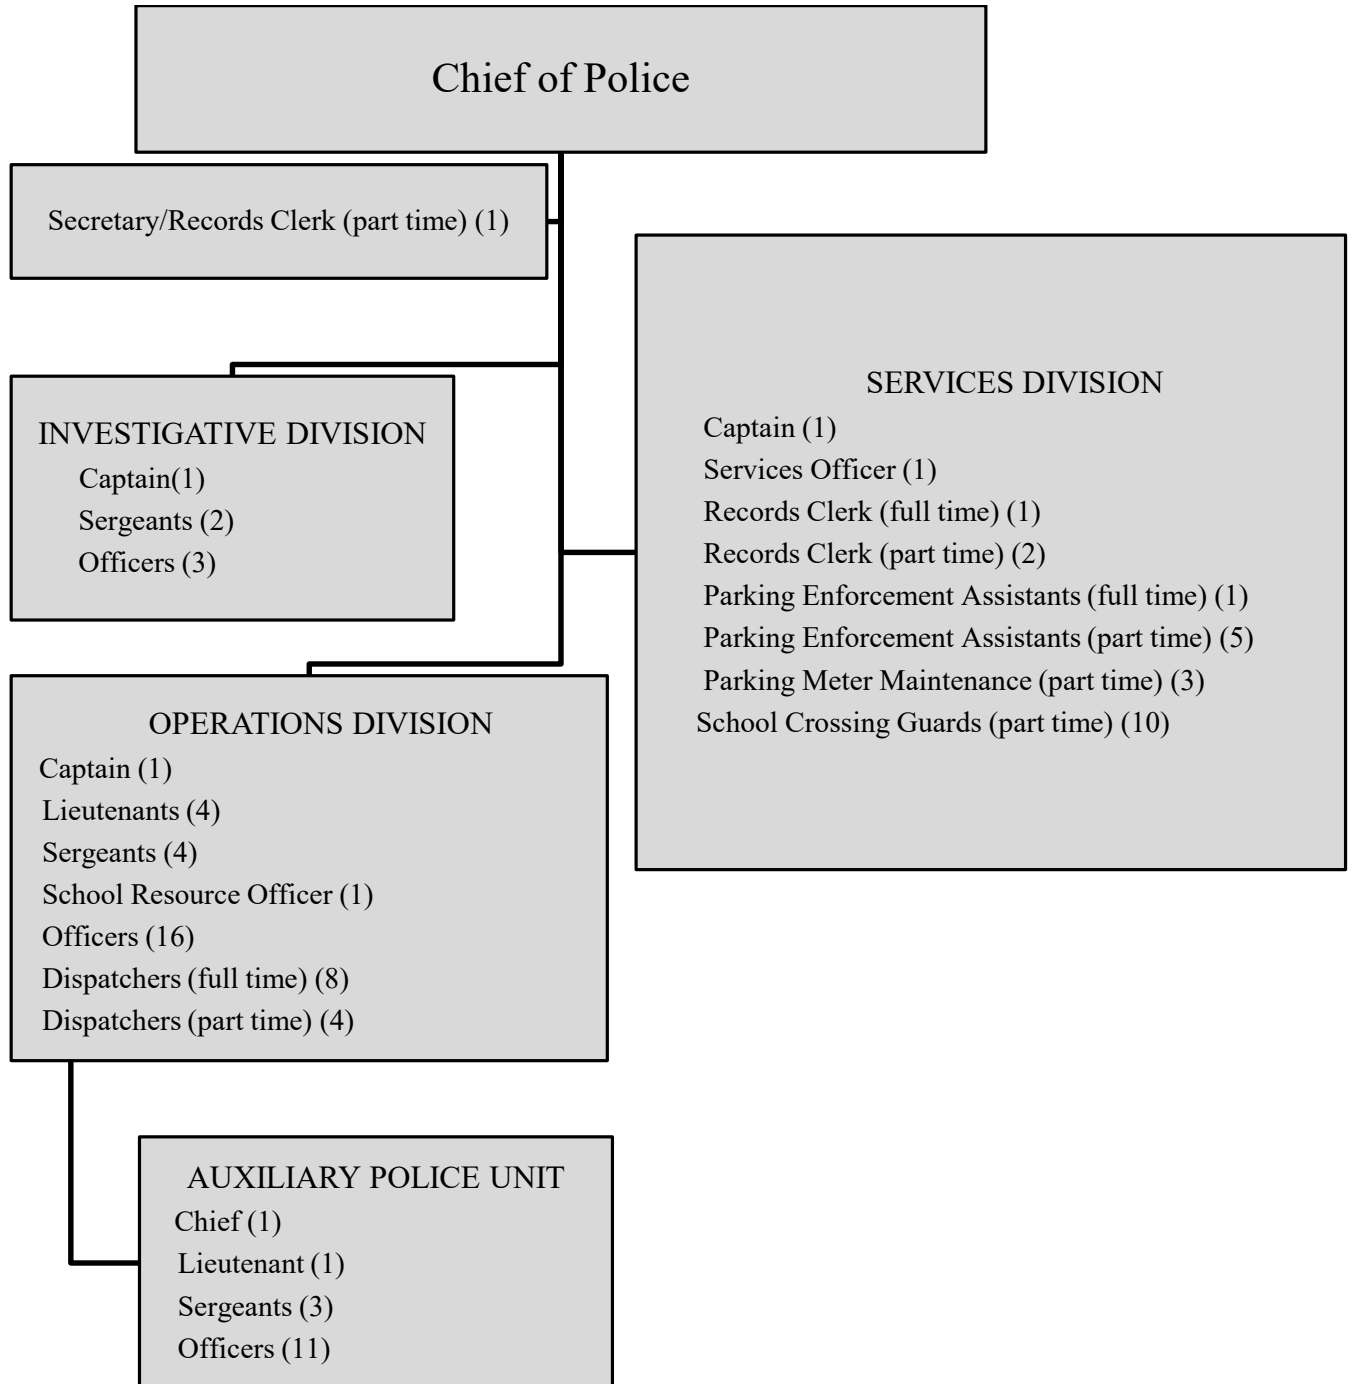 Chief of Police
Secretary/Records Clerk (part time) (1)
INVESTIGATIVE DIVISION
Captain(1)
Sergeants (2)
Officers (3)
SERVICES DIVISION
Captain (1)
Services Officer (1)
Records Clerk (full time) (1)
Records Clerk (part time) (2)
Parking Enforcement Assistants (full time) (1)
Parking Enforcement Assistants (part time) (5)
Parking Meter Maintenance (part time) (3)
School Crossing Guards (part time) (10)
OPERATIONS DIVISION
Captain (1)
Lieutenants (4)
Sergeants (4)
School Resource Officer (1)
Officers (16)
Dispatchers (full time) (8)
Dispatchers (part time) (4)
AUXILIARY POLICE UNIT
Chief (1)
Lieutenant (1)
Sergeants (3)
Officers (11)